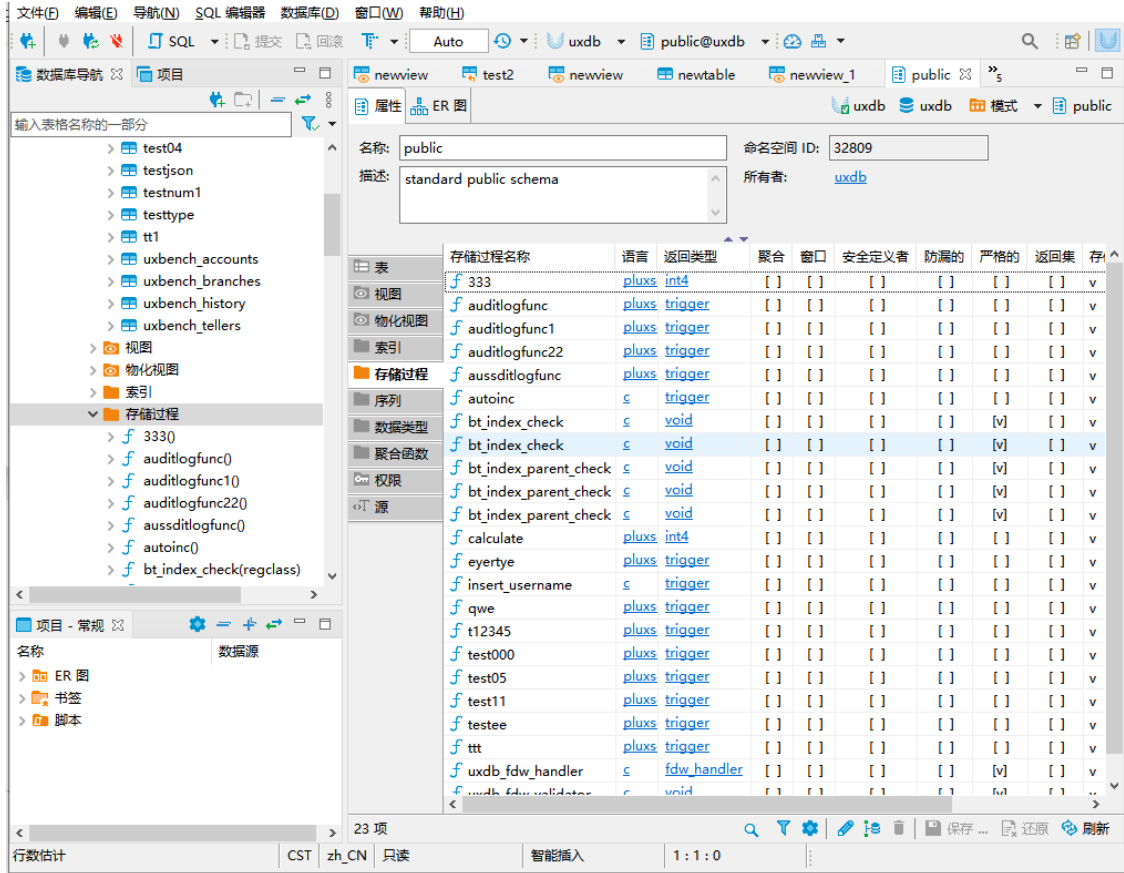 文件(F) 编辑(E) 导航(N) SQL 编辑器 数据库(D) 窗口(W) 帮助(H)
SQL 提交 回滚 Auto uxdb public@uxdb
数据库导航 项目
输入表格名称的一部分
test04
testjson
testnum1
testtype
tt1
uxbench_accounts
uxbench_branches
uxbench_history
uxbench_tellers
视图
物化视图
索引
存储过程
333()
auditlogfunc()
auditlogfunc1()
auditlogfunc22()
aussditlogfunc()
autoinc()
bt_index_check(regclass)
项目 - 常规
名称 数据源
ER 图
书签
脚本
newview test2 newview newtable newview_1 public 5
属性 ER 图 uxdb uxdb 模式 public
名称: public 命名空间 ID: 32809
描述: standard public schema 所有者: uxdb
表
视图
物化视图
索引
存储过程
序列
数据类型
聚合函数
权限
源
存储过程名称 语言 返回类型 聚合 窗口 安全定义者 防漏的 严格的 返回集
333 pluxs int4 [ ] [ ] [ ] [ ] [ ] [ ] v
auditlogfunc pluxs trigger [ ] [ ] [ ] [ ] [ ] [ ] v
auditlogfunc1 pluxs trigger [ ] [ ] [ ] [ ] [ ] [ ] v
auditlogfunc22 pluxs trigger [ ] [ ] [ ] [ ] [ ] [ ] v
aussditlogfunc pluxs trigger [ ] [ ] [ ] [ ] [ ] [ ] v
autoinc c trigger [ ] [ ] [ ] [ ] [ ] [ ] v
bt_index_check c void [ ] [ ] [ ] [ ] [v] [ ] v
bt_index_check c void [ ] [ ] [ ] [ ] [v] [ ] v
bt_index_parent_check c void [ ] [ ] [ ] [ ] [v] [ ] v
bt_index_parent_check c void [ ] [ ] [ ] [ ] [v] [ ] v
bt_index_parent_check c void [ ] [ ] [ ] [ ] [v] [ ] v
calculate pluxs int4 [ ] [ ] [ ] [ ] [ ] [ ] v
eyertye pluxs trigger [ ] [ ] [ ] [ ] [ ] [ ] v
insert_username c trigger [ ] [ ] [ ] [ ] [ ] [ ] v
qwe pluxs trigger [ ] [ ] [ ] [ ] [ ] [ ] v
t12345 pluxs trigger [ ] [ ] [ ] [ ] [ ] [ ] v
test000 pluxs trigger [ ] [ ] [ ] [ ] [ ] [ ] v
test05 pluxs trigger [ ] [ ] [ ] [ ] [ ] [ ] v
test11 pluxs trigger [ ] [ ] [ ] [ ] [ ] [ ] v
testee pluxs trigger [ ] [ ] [ ] [ ] [ ] [ ] v
ttt pluxs trigger [ ] [ ] [ ] [ ] [ ] [ ] v
uxdb_fdw_handler c fdw_handler [ ] [ ] [ ] [ ] [v] [ ] v
uxdb_fdw_validator c void [ ] [ ] [ ] [ ] [v] [ ] v
23 项 保存 ... 还原 刷新
行数估计 CST zh_CN 只读 智能插入 1 : 1 : 0